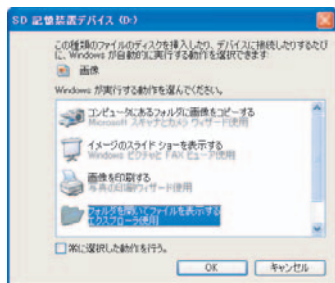 SD 記憶装置デバイス (D:)
この種類のファイルのディスクを挿入したり、デバイスに接続したりするたび
に、Windows が自動的に実行する動作を選択できます:
画像
Windows が実行する動作を選んでください。
コンピュータにあるフォルダに画像をコピーする
Microsoft スキャナとカメラ ウィザード使用
イメージのスライド ショーを表示する
Windows ピクチャと FAX ビューア使用
画像を印刷する
写真の印刷ウィザード使用
フォルダを開いてファイルを表示する
エクスプローラ使用
常に選択した動作を行う。
OK
キャンセル